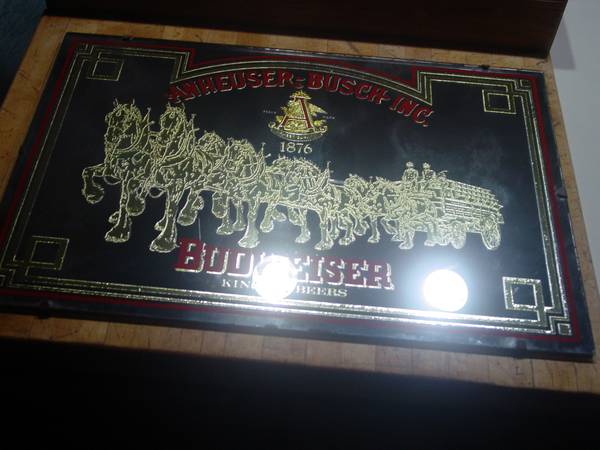 ANHEUSER-BUSCH INC.
A
1876
BUDWEISER
BEERS